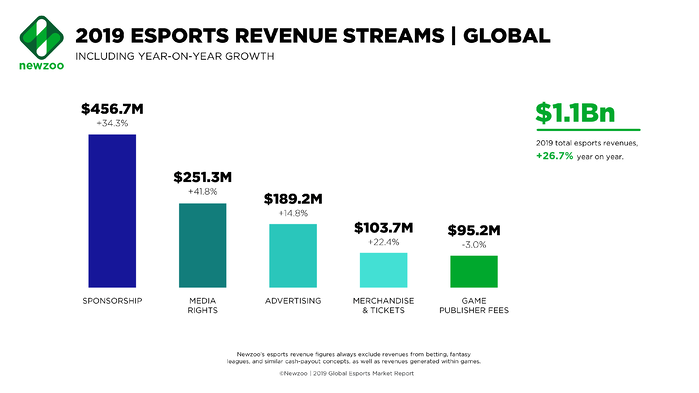 newzoo
2019 ESPORTS REVENUE STREAMS | GLOBAL
INCLUDING YEAR-ON-YEAR GROWTH
$1.1Bn
2019 total esports revenues,
+26.7% year on year.
$456.7M
+34.3%
SPONSORSHIP
$251.3M
+41.8%
MEDIA
RIGHTS
$189.2M
+14.8%
ADVERTISING
$103.7M
+22.4%
MERCHANDISE
& TICKETS
$95.2M
-3.0%
GAME
PUBLISHER FEES
Newzoo's esports revenue figures always exclude revenues from betting, fantasy
leagues, and similar cash-payout concepts, as well as revenues generated within games.
©Newzoo | 2019 Global Esports Market Report